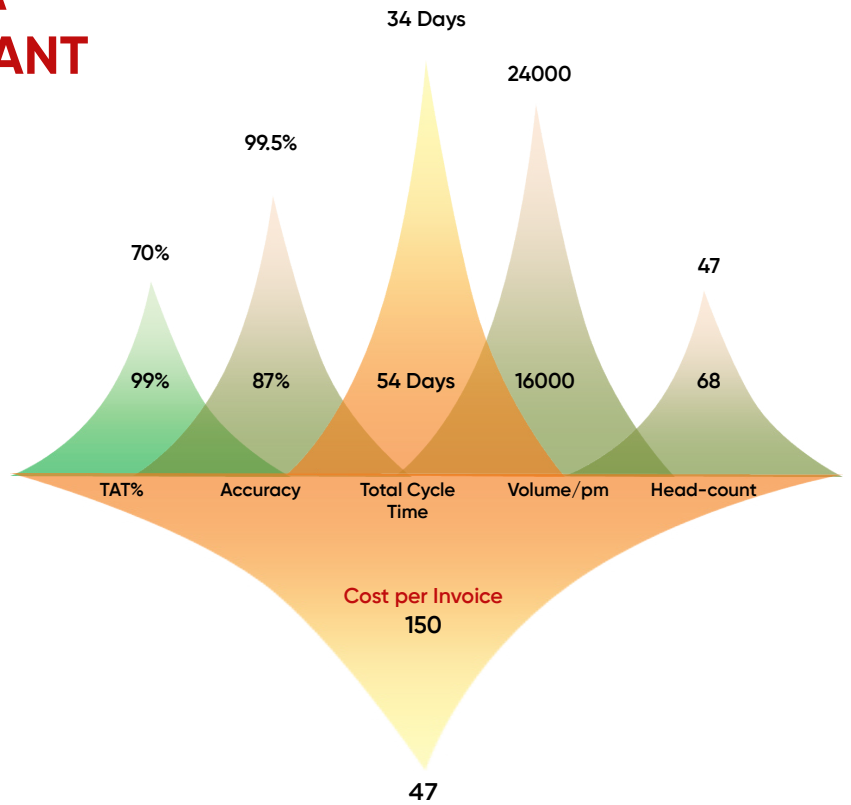 ANT
34 Days
24000
99.5%
70%
47
99%
87%
54 Days
16000
68
TAT%
Accuracy
Total Cycle
Time
Volume/pm
Head-count
Cost per Invoice
150
47